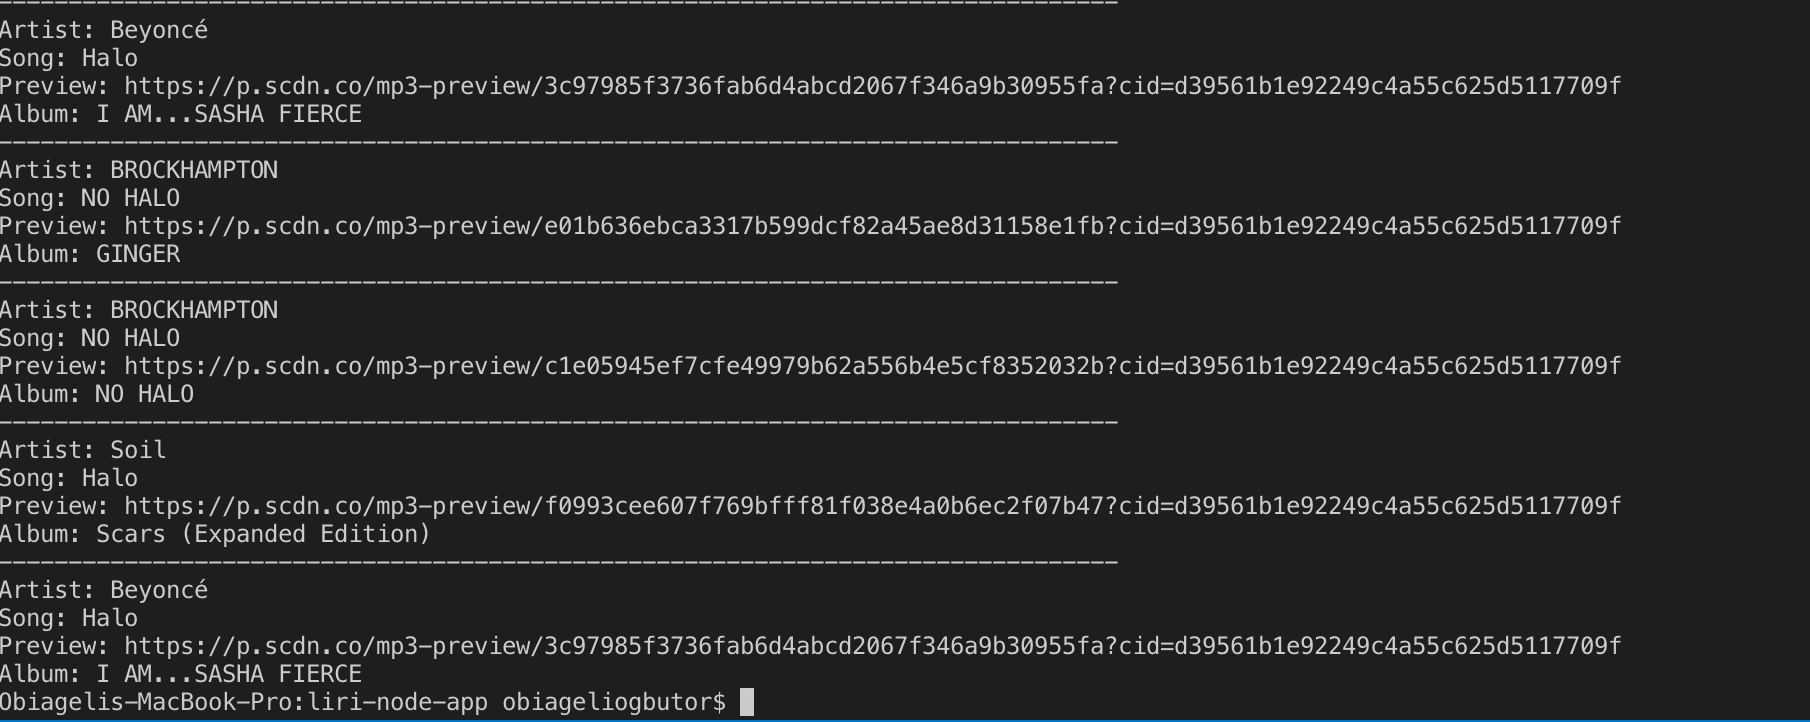 --------------------------------------------------------------------------------
Artist: Beyoncé
Song: Halo
Preview: https://p.scdn.co/mp3-preview/3c97985f3736fab6d4abcd2067f346a9b30955fa?cid=d39561b1e92249c4a55c625d5117709f
Album: I AM...SASHA FIERCE
--------------------------------------------------------------------------------
Artist: BROCKHAMPTON
Song: NO HALO
Preview: https://p.scdn.co/mp3-preview/e01b636ebca3317b599dcf82a45ae8d31158e1fb?cid=d39561b1e92249c4a55c625d5117709f
Album: GINGER
--------------------------------------------------------------------------------
Artist: BROCKHAMPTON
Song: NO HALO
Preview: https://p.scdn.co/mp3-preview/c1e05945ef7cfe49979b62a556b4e5cf8352032b?cid=d39561b1e92249c4a55c625d5117709f
Album: NO HALO
--------------------------------------------------------------------------------
Artist: Soil
Song: Halo
Preview: https://p.scdn.co/mp3-preview/f0993cee607f769bfff81f038e4a0b6ec2f07b47?cid=d39561b1e92249c4a55c625d5117709f
Album: Scars (Expanded Edition)
--------------------------------------------------------------------------------
Artist: Beyoncé
Song: Halo
Preview: https://p.scdn.co/mp3-preview/3c97985f3736fab6d4abcd2067f346a9b30955fa?cid=d39561b1e92249c4a55c625d5117709f
Album: I AM...SASHA FIERCE
Obiagelis-MacBook-Pro:liri-node-app obiageliogbutor$